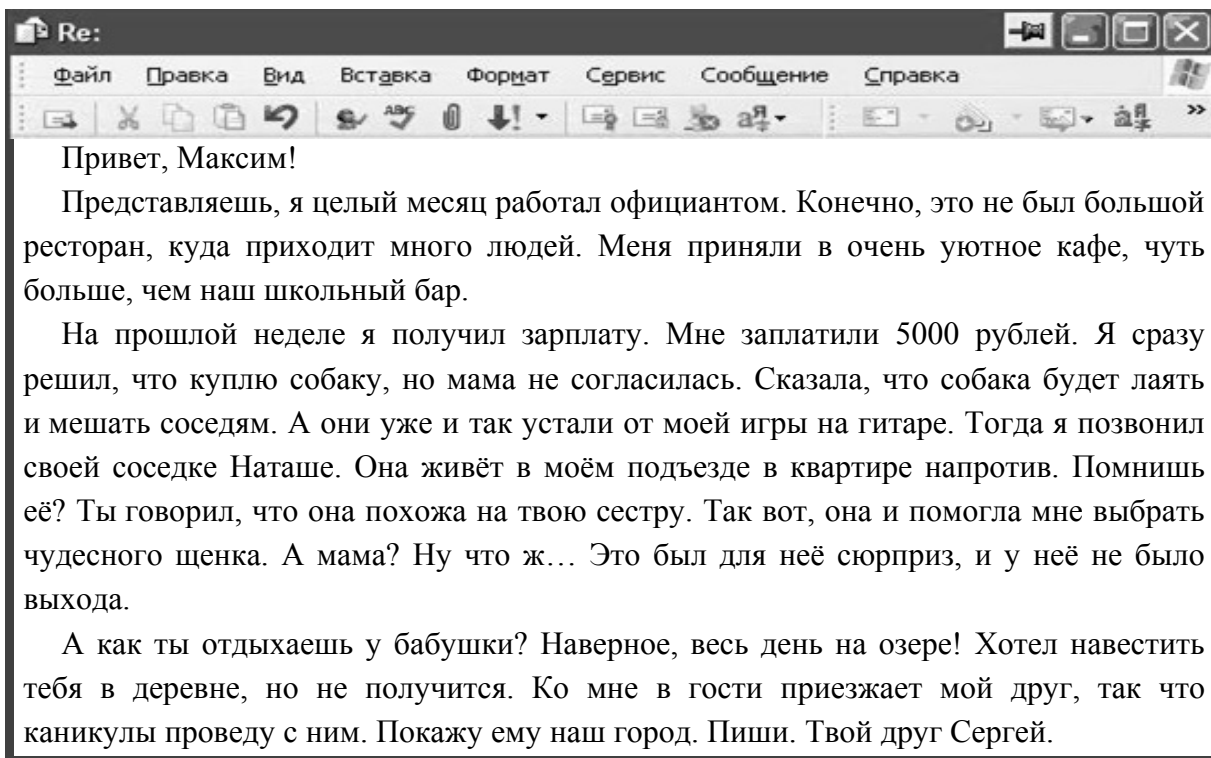 Re:
Файл Правка Вид Вставка Формат Сервис Сообщение Справка
ABC
Привет, Максим!
Представляешь, я целый месяц работал официантом. Конечно, это не был большой
ресторан, куда приходит много людей. Меня приняли в очень уютное кафе, чуть
больше, чем наш школьный бар.
На прошлой неделе я получил зарплату. Мне заплатили 5000 рублей. Я сразу
решил, что куплю собаку, но мама не согласилась. Сказала, что собака будет лаять
и мешать соседям. А они уже и так устали от моей игры на гитаре. Тогда я позвонил
своей соседке Наташе. Она живёт в моём подъезде в квартире напротив. Помнишь
её? Ты говорил, что она похожа на твою сестру. Так вот, она и помогла мне выбрать
чудесного щенка. А мама? Ну что ж… Это был для неё сюрприз, и у неё не было
выхода.
А как ты отдыхаешь у бабушки? Наверное, весь день на озере! Хотел навестить
тебя в деревне, но не получится. Ко мне в гости приезжает мой друг, так что
каникулы проведу с ним. Покажу ему наш город. Пиши. Твой друг Сергей.